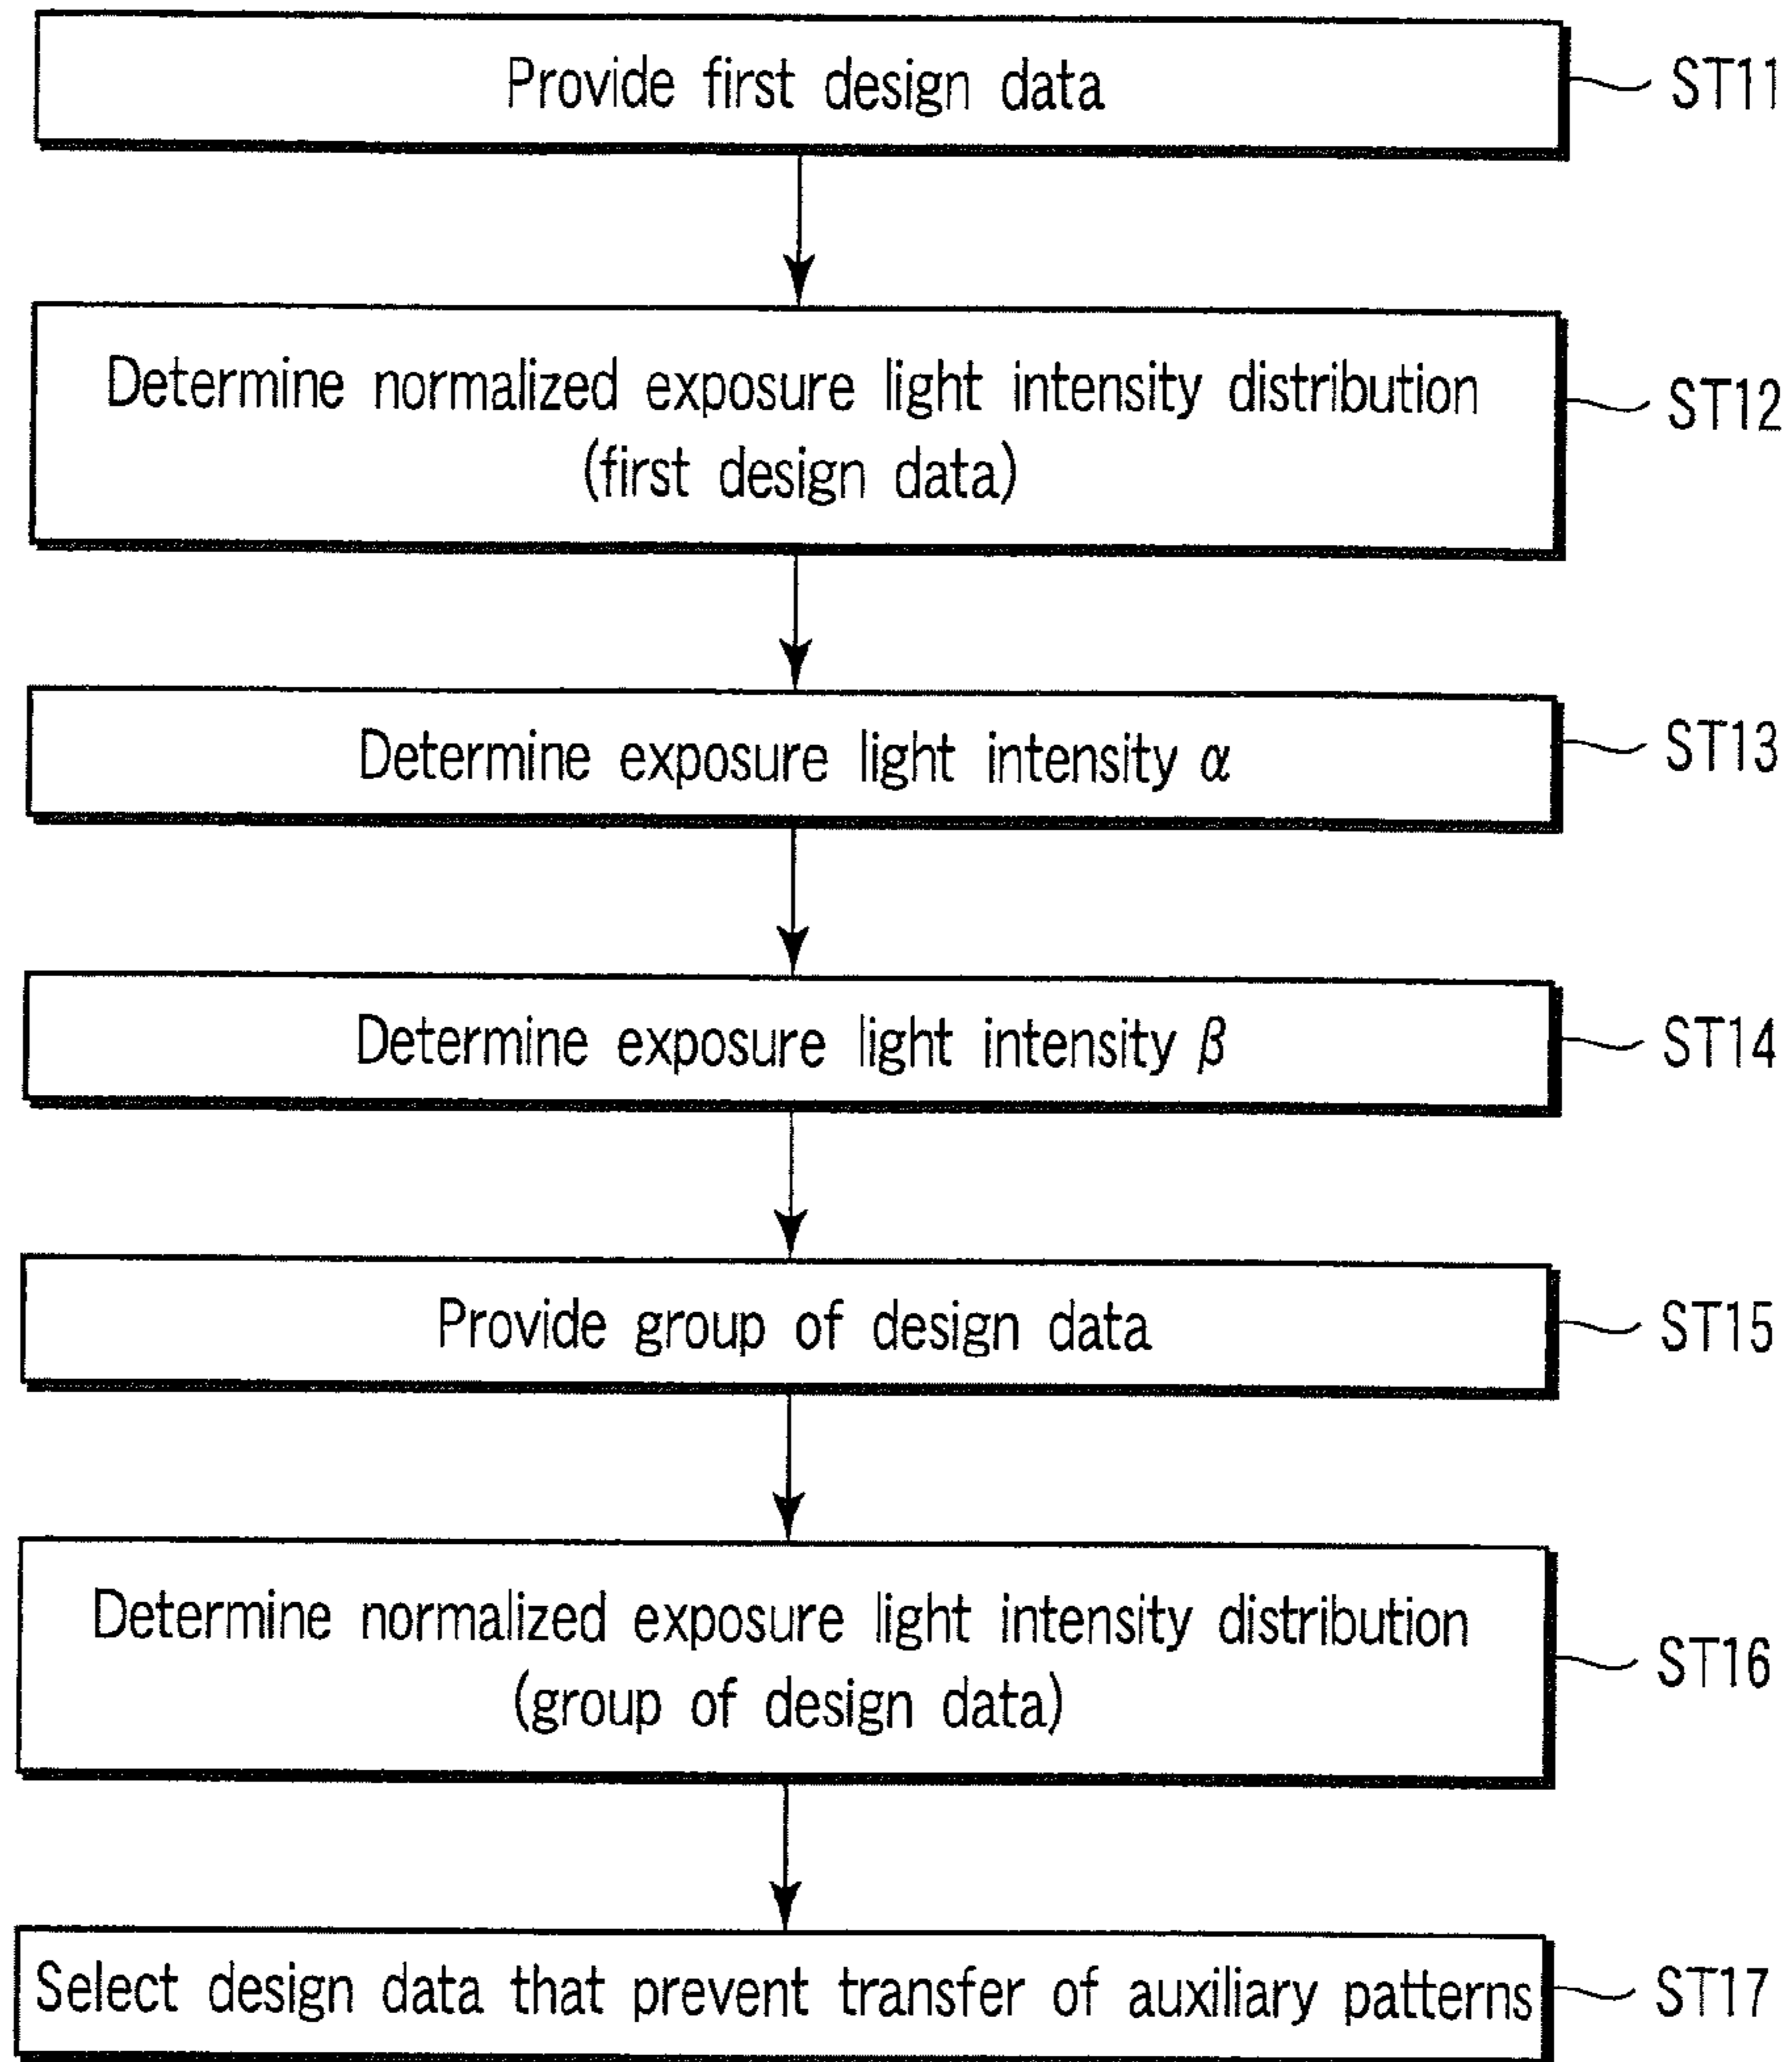 Provide first design data
ST11
Determine normalized exposure light intensity distribution
(first design data)
ST12
Determine exposure light intensity α
ST13
Determine exposure light intensity β
ST14
Provide group of design data
ST15
Determine normalized exposure light intensity distribution
(group of design data)
ST16
Select design data that prevent transfer of auxiliary patterns
ST17